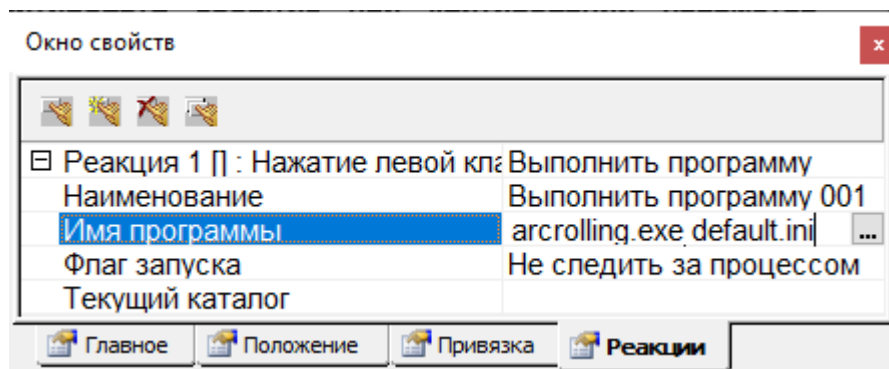 Окно свойств
x
Реакция 1 [] : Нажатие левой кла Выполнить программу
Наименование Выполнить программу 001
Имя программы arcrolling.exe default.ini ...
Флаг запуска Не следить за процессом
Текущий каталог
Главное Положение Привязка Реакции